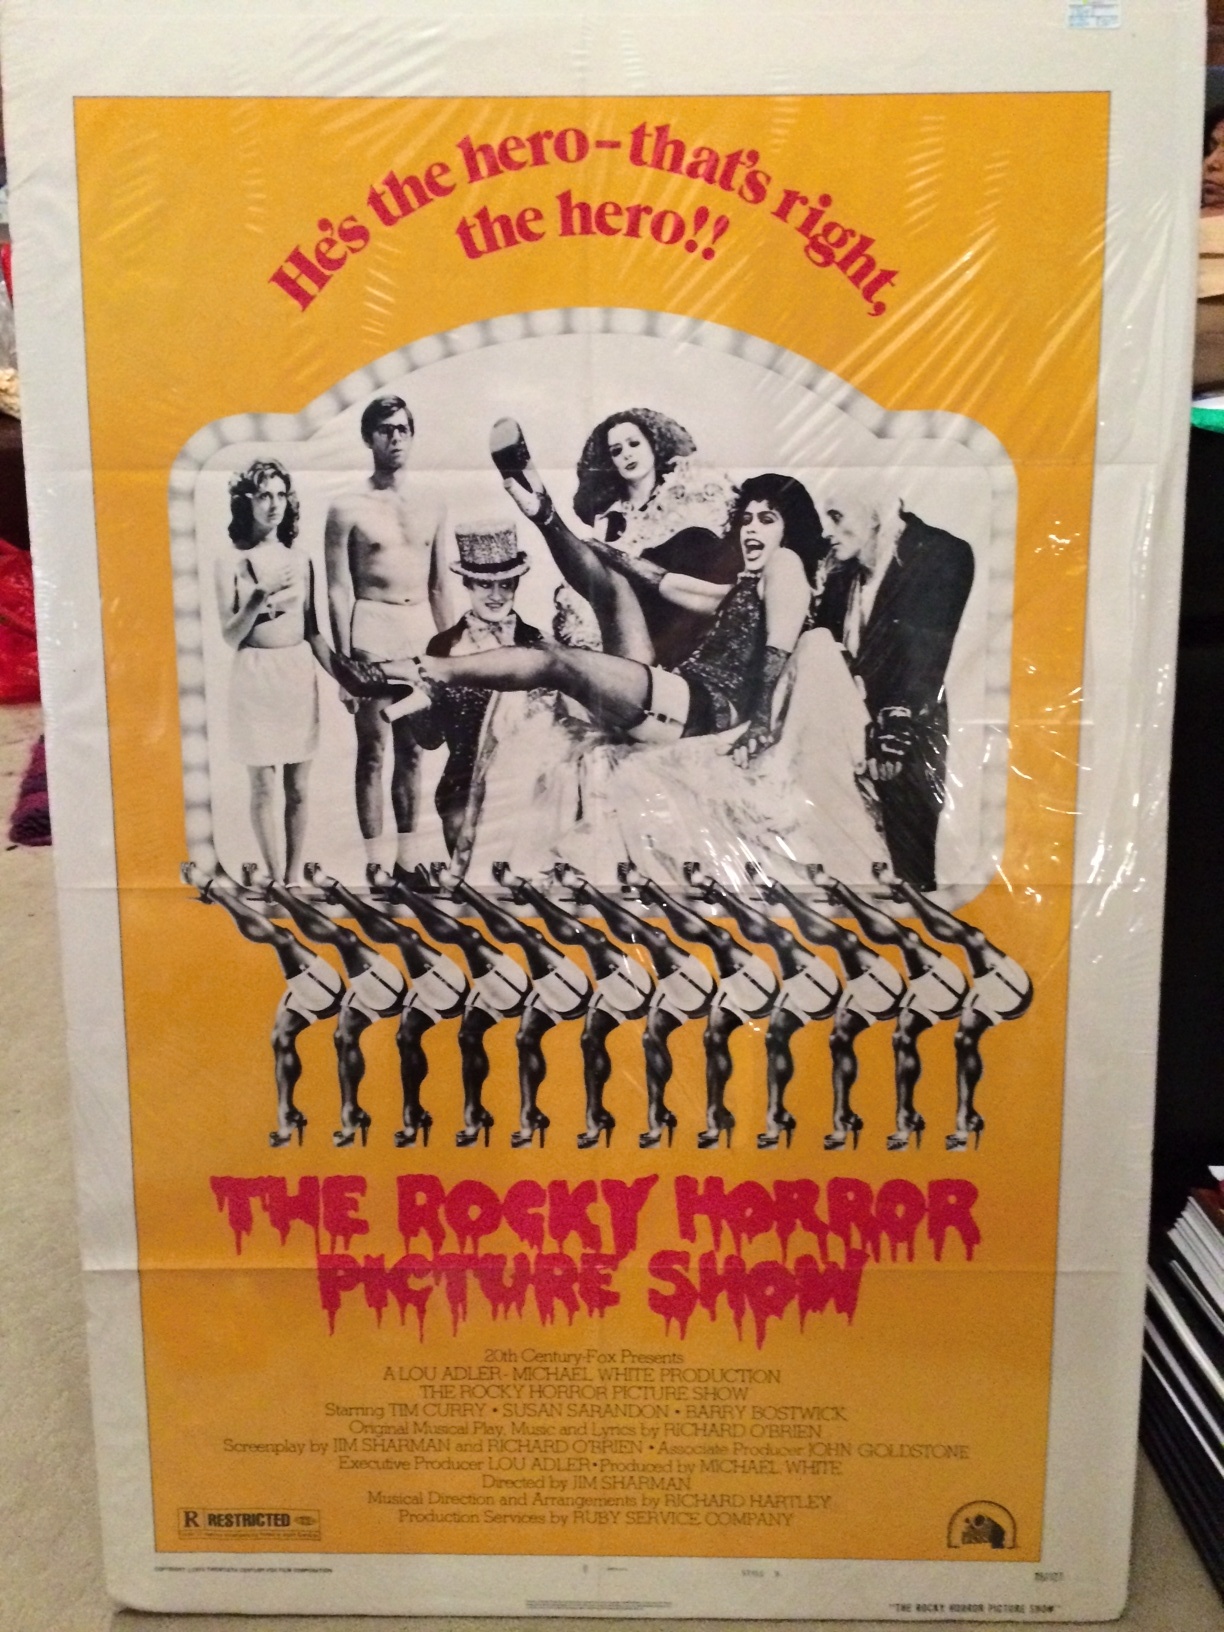 He's the hero–that's right,
the hero!!
THE ROCKY HORROR
PICTURE SHOW
20th Century-Fox Presents
A LOU ADLER - MICHAEL WHITE PRODUCTION
THE ROCKY HORROR PICTURE SHOW
Starring TIM CURRY • SUSAN SARANDON • BARRY BOSTWICK
Original Musical Play, Music and Lyrics by RICHARD O'BRIEN
Screenplay by JIM SHARMAN and RICHARD O'BRIEN • Associate Producer JOHN GOLDSTONE
Executive Producer LOU ADLER • Produced by MICHAEL WHITE
Directed by JIM SHARMAN
Musical Direction and Arrangements by RICHARD HARTLEY
Production Services by RUBY SERVICE COMPANY
R RESTRICTED
"THE ROCKY HORROR PICTURE SHOW"